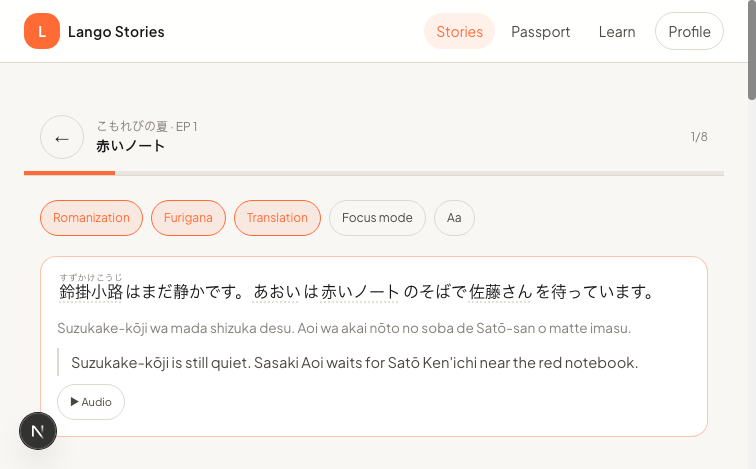 L Lango Stories Stories Passport Learn Profile
←
こもれびの夏 · EP 1
赤いノート
1/8
Romanization Furigana Translation Focus mode Aa
すずかけこうじ
鈴掛小路はまだ静かです。あおいは赤いノートのそばで佐藤さんを待っています。
Suzukake-kōji wa mada shizuka desu. Aoi wa akai nōto no soba de Satō-san o matte imasu.
Suzukake-kōji is still quiet. Sasaki Aoi waits for Satō Ken'ichi near the red notebook.
▶ Audio
N